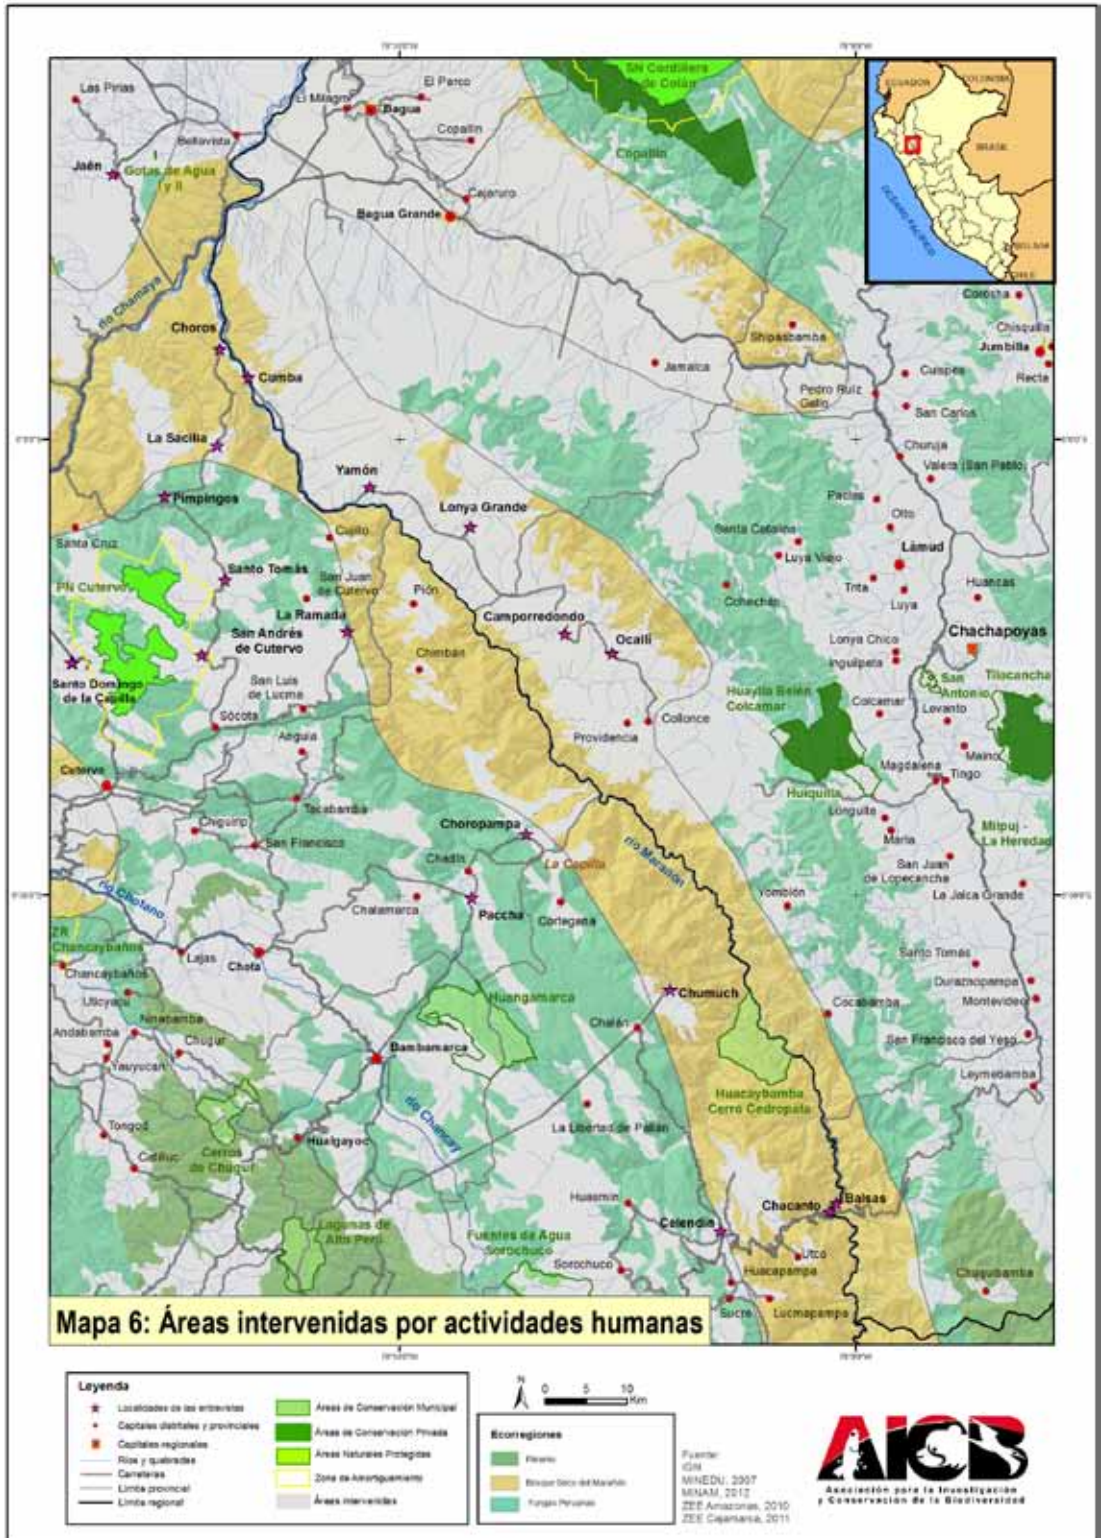 ECUADOR
COLOMBIA
BRASIL
BOLIVIA
CHILE
OCÉANO PACÍFICO
SN Cordillera
de Colán
Las Pirias
El Milagro
El Parco
Bagua
Bellavista
Copallín
Copallín
Jaén
Gotas de Agua
I y II
Cajaruro
Bagua Grande
río Chamaya
Choros
Cumba
Shipasbamba
Jamalca
Corosha
Chisquilla
Jumbilla
Recta
Cuispes
Pedro Ruiz
Gallo
San Carlos
Churuja
Valera (San Pablo)
La Sacilia
Yamón
Pimpingos
Lonya Grande
Paclas
Olto
Santa Cruz
Cujillo
Santa Catalina
Luya Viejo
Lámud
PN Cutervo
Santo Tomás
San Juan
de Cutervo
Pión
Cohechán
Trita
Luya
Huancas
La Ramada
Camporredondo
San Andrés
de Cutervo
Ocallí
Lonya Chico
Chachapoyas
Inguilpata
Chimbán
Santo Domingo
de la Capilla
San Luis
de Lucma
Huaylla Belén
Colcamar
San
Antonio
Tilacancha
Sócota
Collonce
Colcamar
Levanto
Anguía
Providencia
Maino
Cutervo
Magdalena
Tingo
Tacabamba
Huiquilla
Longuita
Chiguirip
Choropampa
María
Milpuj -
La Heredad
San Francisco
río Marañón
Chadín
La Capilla
San Juan
de Lopecancha
La Jalca Grande
río Chotano
Chalamarca
Paccha
Cortegana
Yombión
ZR
Chancaybaños
Lajas
Chota
Santo Tomás
Chancaybaños
Duraznopampa
Uticyacu
Huangamarca
Chumuch
Montevideo
Ninabamba
Cocabamba
Andabamba
Chugur
Chalán
San Francisco del Yeso
Yauyucan
Bambamarca
Leymebamba
Huacaybamba
Cerro Cedropata
río Chancay
La Libertad de Pallán
Tongod
Hualgayoc
Catilluc
Cerros
de Chugur
Huasmín
Chacanto
Balsas
Lagunas de
Alto Perú
Fuentes de Agua
Sorochuco
Celendín
Utco
Sorochuco
Huacapampa
Chuquibamba
Sucre
Lucmapampa
Mapa 6: Áreas intervenidas por actividades humanas
Leyenda
Localidades de las entrevistas
Capitales distritales y provinciales
Capitales regionales
Ríos y quebradas
Carreteras
Límite provincial
Límite regional
Áreas de Conservación Municipal
Áreas de Conservación Privada
Áreas Naturales Protegidas
Zona de Amortiguamiento
Áreas intervenidas
N
0 5 10
Km
Ecorregiones
Páramo
Bosque Seco del Marañón
Yungas Peruanas
Fuente:
IGN
MINEDU, 2007
MINAM, 2012
ZEE Amazonas, 2010
ZEE Cajamarca, 2011
AICB
Asociación para la Investigación
y Conservación de la Biodiversidad